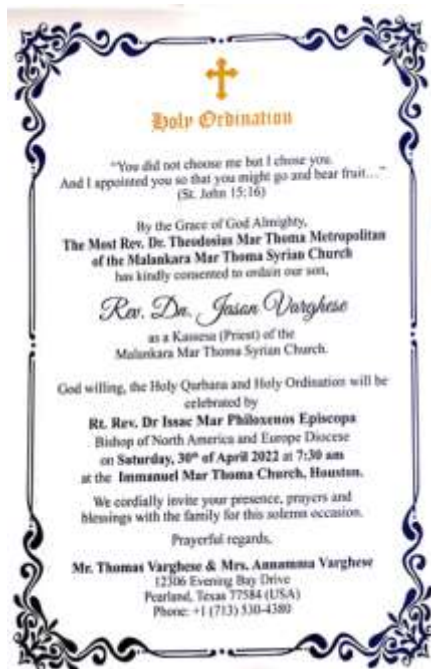 Holy Ordination
"You did not choose me but I chose you.
And I appointed you so that you might go and bear fruit…"
(St. John 15:16)
By the Grace of God Almighty,
The Most Rev. Dr. Theodosius Mar Thoma Metropolitan
of the Malankara Mar Thoma Syrian Church
has kindly consented to ordain our son,
Rev. Dn. Jason Varghese
as a Kassesa (Priest) of the
Malankara Mar Thoma Syrian Church.
God willing, the Holy Qurbana and Holy Ordination will be
celebrated by
Rt. Rev. Dr Issac Mar Philoxenos Episcopa
Bishop of North America and Europe Diocese
on Saturday, 30th of April 2022 at 7:30 am
at the Immanuel Mar Thoma Church, Houston.
We cordially invite your presence, prayers and
blessings with the family for this solemn occasion.
Prayerful regards,
Mr. Thomas Varghese & Mrs. Annamma Varghese
12306 Evening Bay Drive
Pearland, Texas 77584 (USA)
Phone: +1 (713) 530-4380